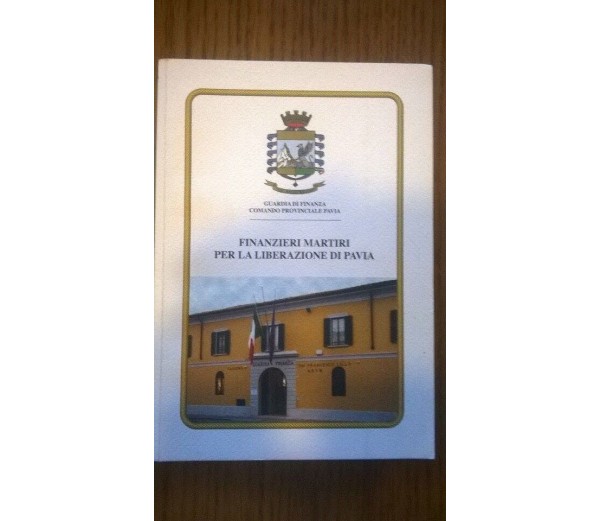 GUARDIA DI FINANZA
COMANDO PROVINCIALE PAVIA
FINANZIERI MARTIRI
PER LA LIBERAZIONE DI PAVIA